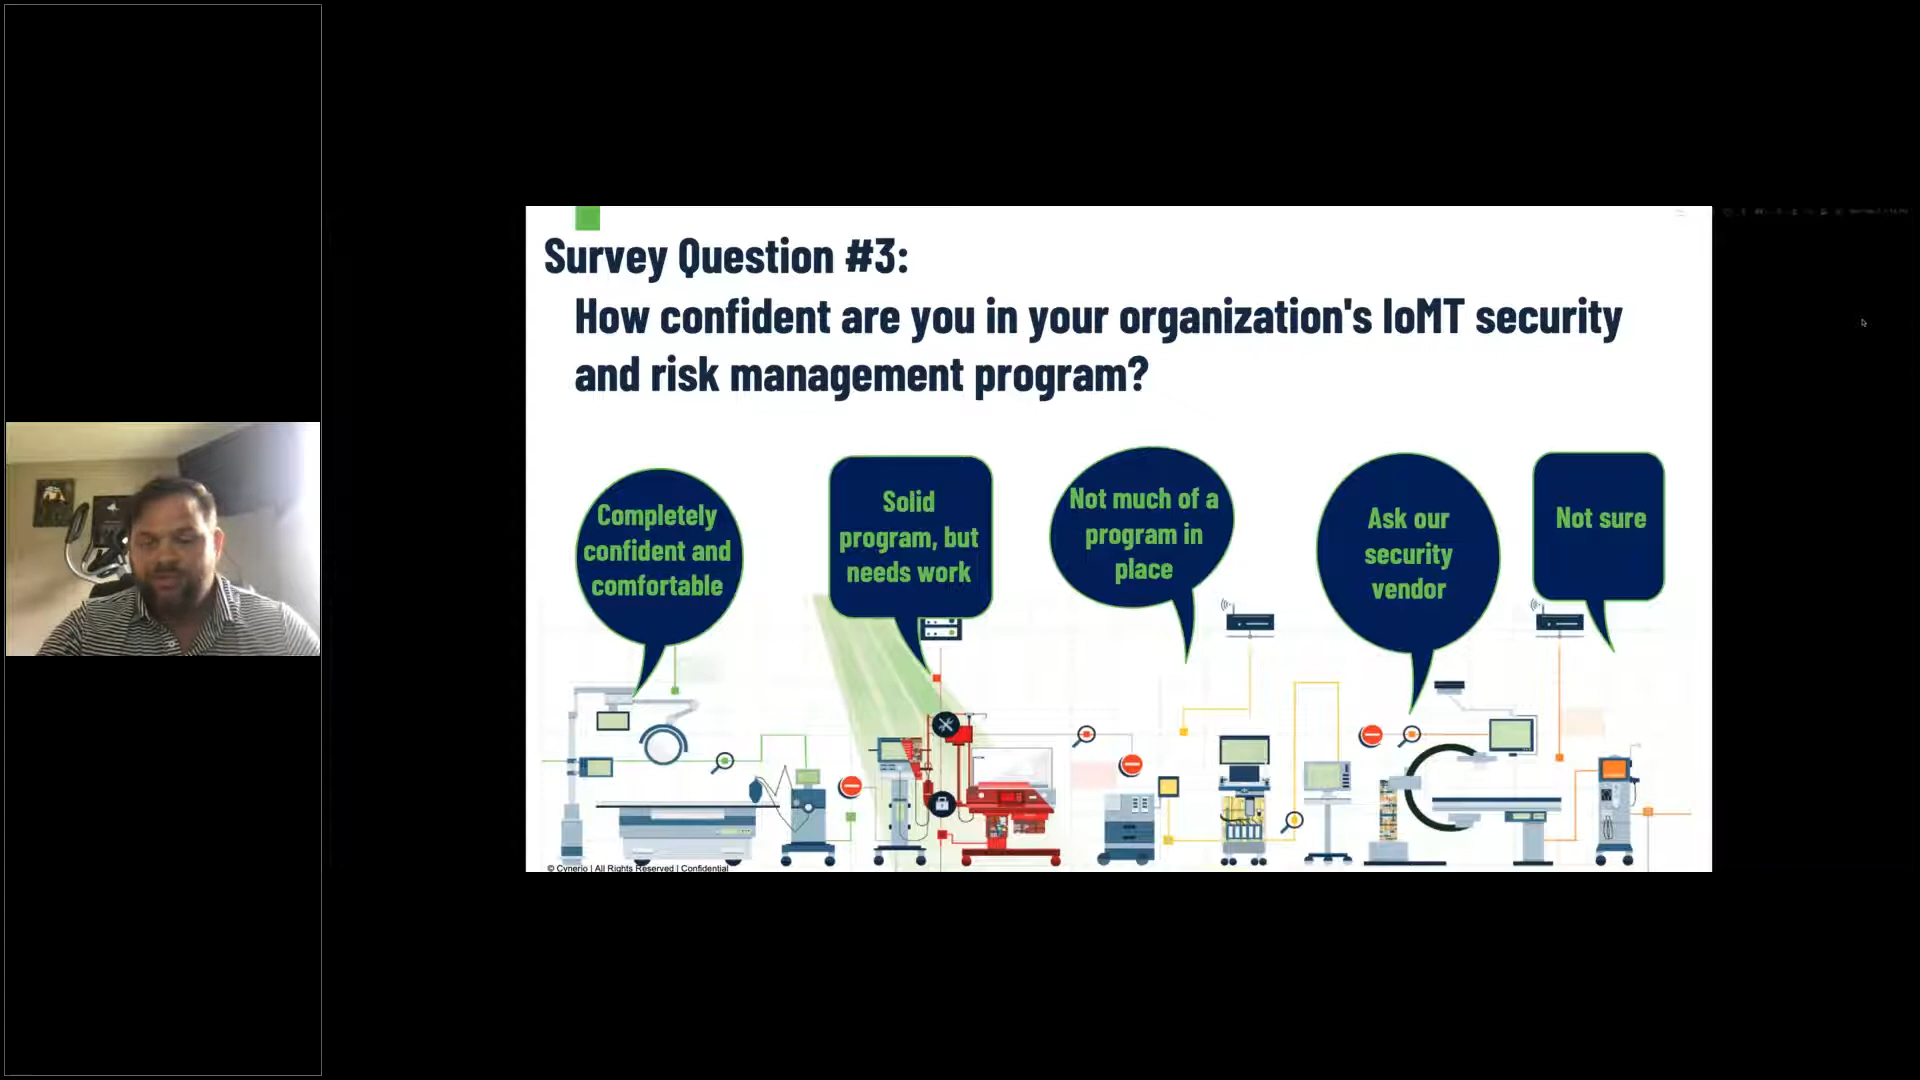 Survey Question #3:
How confident are you in your organization's IoMT security
and risk management program?
Completely
confident and
comfortable
Solid
program, but
needs work
Not much of a
program in
place
Ask our
security
vendor
Not sure
© Cynerio | All Rights Reserved | Confidential